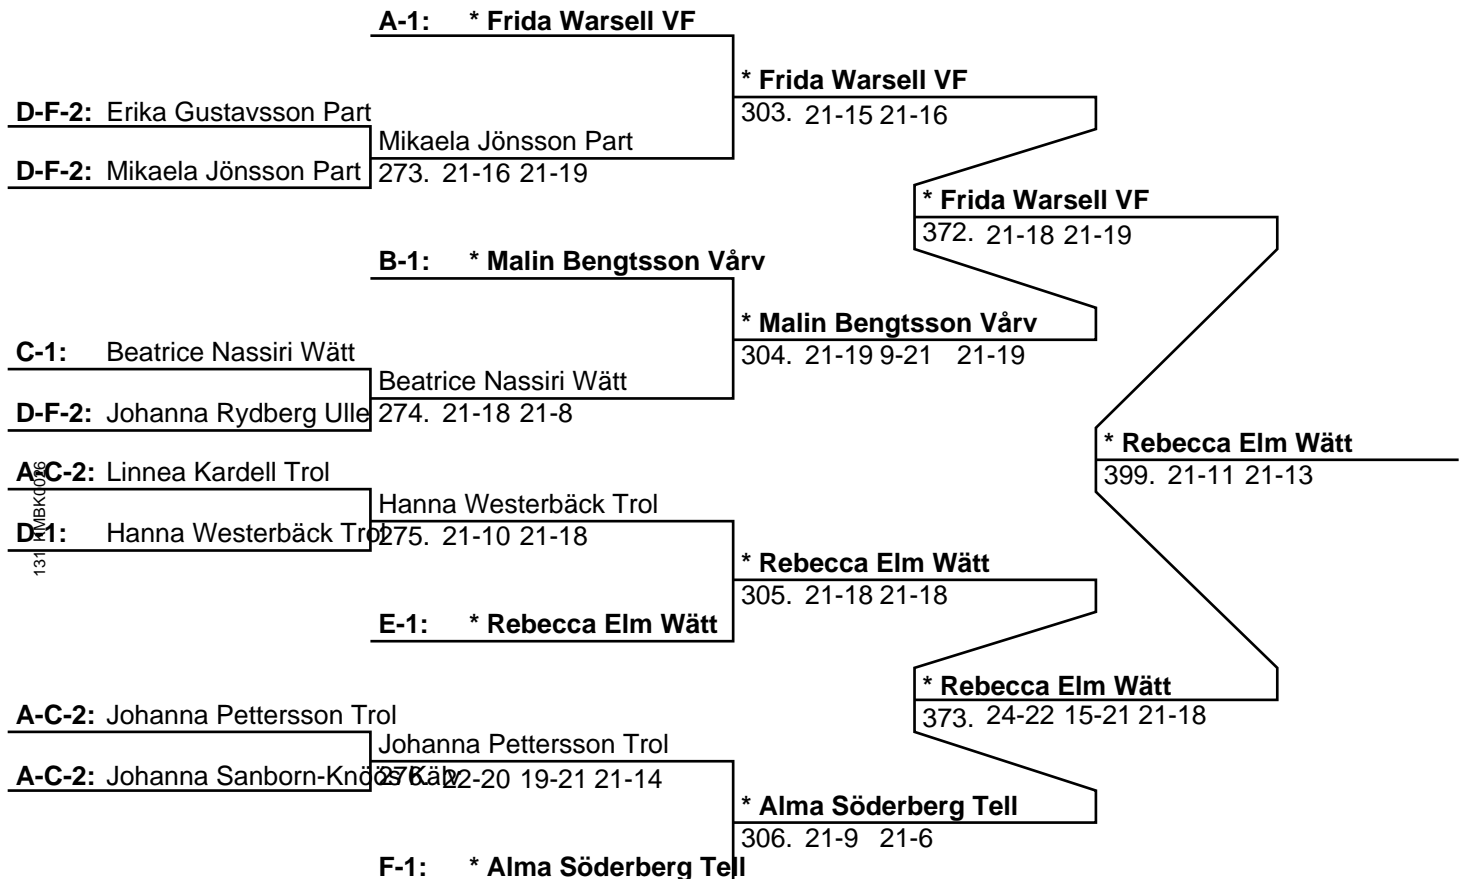 A-1: * Frida Warsell VF
* Frida Warsell VF
D-F-2: Erika Gustavsson Part
303. 21-15 21-16
Mikaela Jönsson Part
D-F-2: Mikaela Jönsson Part
273. 21-16 21-19
* Frida Warsell VF
372. 21-18 21-19
B-1: * Malin Bengtsson Vårv
* Malin Bengtsson Vårv
C-1: Beatrice Nassiri Wätt
304. 21-19 9-21 21-19
Beatrice Nassiri Wätt
D-F-2: Johanna Rydberg Ulle
274. 21-18 21-8
* Rebecca Elm Wätt
A-C-2: Linnea Kardell Trol
399. 21-11 21-13
Hanna Westerbäck Trol
D-1: Hanna Westerbäck Trol
275. 21-10 21-18
* Rebecca Elm Wätt
305. 21-18 21-18
E-1: * Rebecca Elm Wätt
* Rebecca Elm Wätt
A-C-2: Johanna Pettersson Trol
373. 24-22 15-21 21-18
Johanna Pettersson Trol
A-C-2: Johanna Sanborn-Knöös Kälv
276. 22-20 19-21 21-14
* Alma Söderberg Tell
306. 21-9 21-6
F-1: * Alma Söderberg Tell